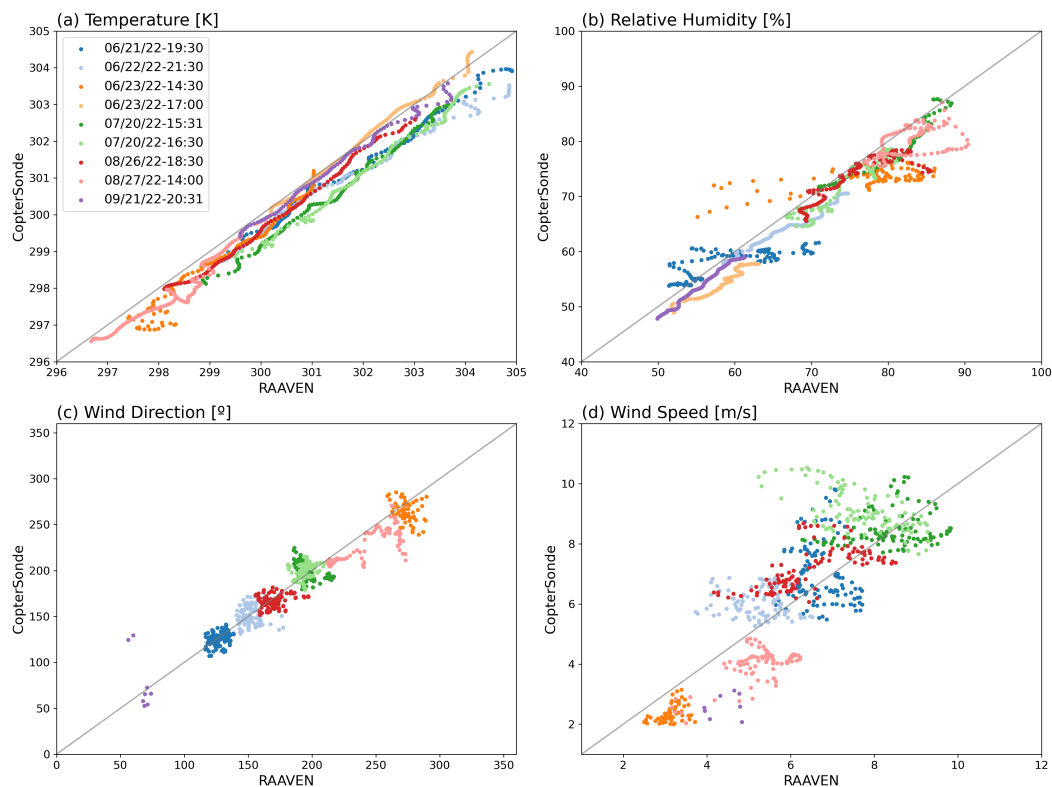 (a) Temperature [K]
305
304
303
302
301
300
299
298
297
296
CopterSonde
06/21/22-19:30
06/22/22-21:30
06/23/22-14:30
06/23/22-17:00
07/20/22-15:31
07/20/22-16:30
08/26/22-18:30
08/27/22-14:00
09/21/22-20:31
296 297 298 299 300 301 302 303 304 305
RAAVEN
(b) Relative Humidity [%]
100
90
80
70
60
50
40
CopterSonde
40 50 60 70 80 90 100
RAAVEN
(c) Wind Direction [º]
350
300
250
200
150
100
50
0
CopterSonde
0 50 100 150 200 250 300 350
RAAVEN
(d) Wind Speed [m/s]
12
10
8
6
4
2
CopterSonde
2 4 6 8 10 12
RAAVEN